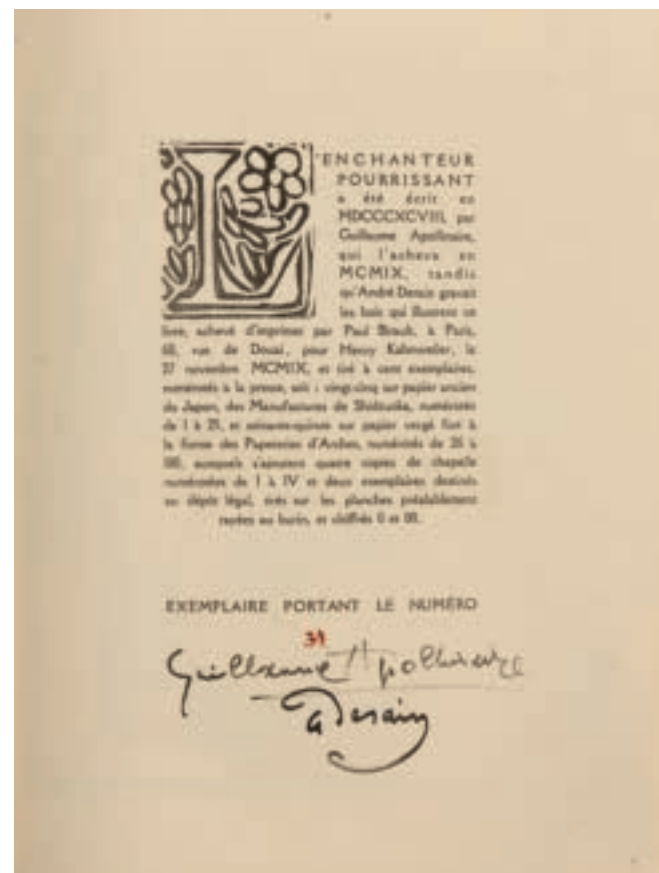 L'ENCHANTEUR
POURRISSANT
a été écrit en
MDCCCXCVIII, par
Guillaume Apollinaire,
qui l'acheva en
MCMIX, tandis
qu'André Derain gravait
les bois qui illustrent ce
livre, achevé d'imprimer par Paul Birault, à Paris,
rue de Douai, pour Henry Kahnweiler, le
27 novembre MCMIX, et tiré à cent exemplaires,
numérotés à la presse, soit : vingt-cinq sur papier ancien
du Japon, des Manufactures de Shidzuoka, numérotés
de 1 à 25, et soixante-quinze sur papier vergé fort à
la forme des Papeteries d'Arches, numérotés de 26 à
100, auxquels s'ajoutent quatre copies de chapelle
numérotées de I à IV et deux exemplaires destinés
au dépôt légal, tirés sur les planches préalablement
rayées au burin, et chiffrés 0 et 00.
EXEMPLAIRE PORTANT LE NUMÉRO
Guillaume Apollinaire
a Derain